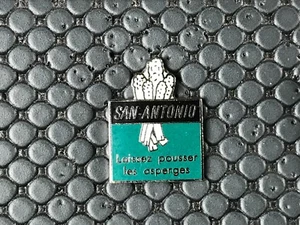 SAN-ANTONIO
Laissez pousser
les asperges